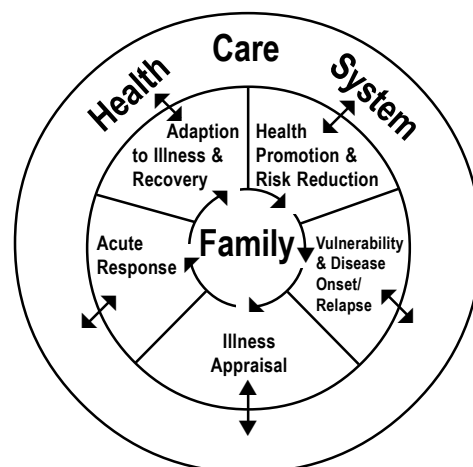 Health Care System
Adaption
to Illness &
Recovery
Health
Promotion &
Risk Reduction
Acute
Response
Family
Vulnerability
& Disease
Onset/
Relapse
Illness
Appraisal